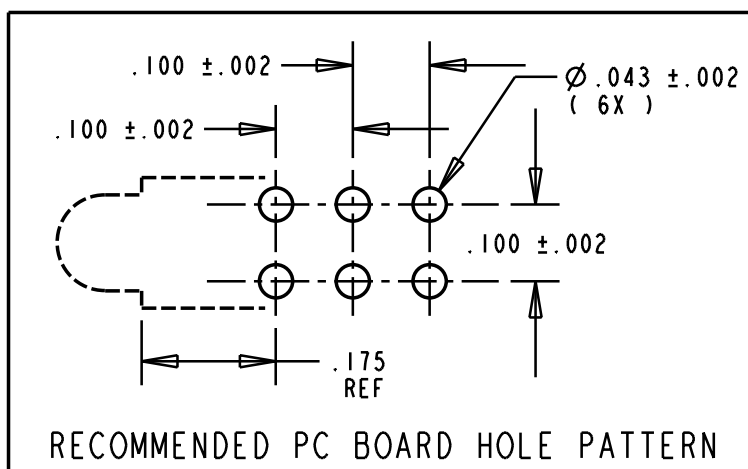 .100 ±.002
Ø .043 ±.002
( 6X )
.100 ±.002
.100 ±.002
.175
REF
RECOMMENDED PC BOARD HOLE PATTERN